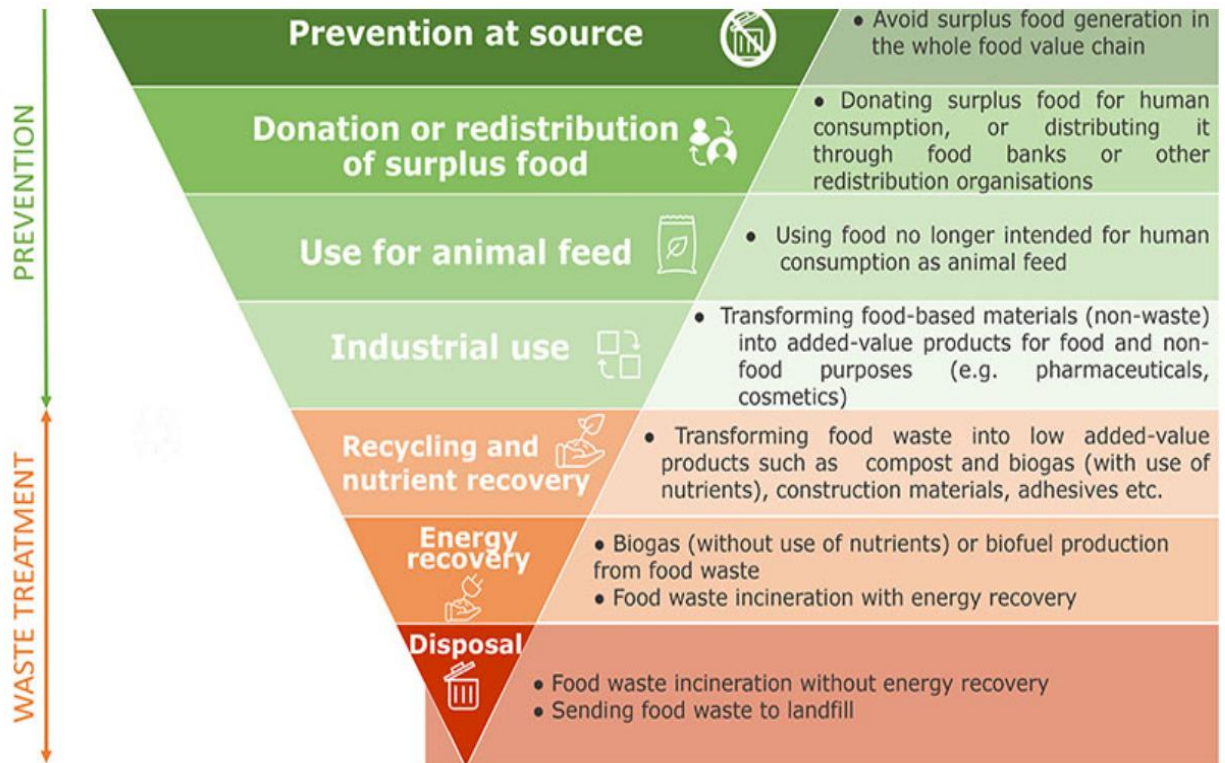 PREVENTION
Prevention at source
● Avoid surplus food generation in
the whole food value chain
Donation or redistribution
of surplus food
● Donating surplus food for human
consumption, or distributing it
through food banks or other
redistribution organisations
Use for animal feed
● Using food no longer intended for human
consumption as animal feed
Industrial use
● Transforming food-based materials (non-waste)
into added-value products for food and non-
food purposes (e.g. pharmaceuticals,
cosmetics)
WASTE TREATMENT
Recycling and
nutrient recovery
● Transforming food waste into low added-value
products such as compost and biogas (with use of
nutrients), construction materials, adhesives etc.
Energy
recovery
● Biogas (without use of nutrients) or biofuel production
from food waste
● Food waste incineration with energy recovery
Disposal
● Food waste incineration without energy recovery
● Sending food waste to landfill